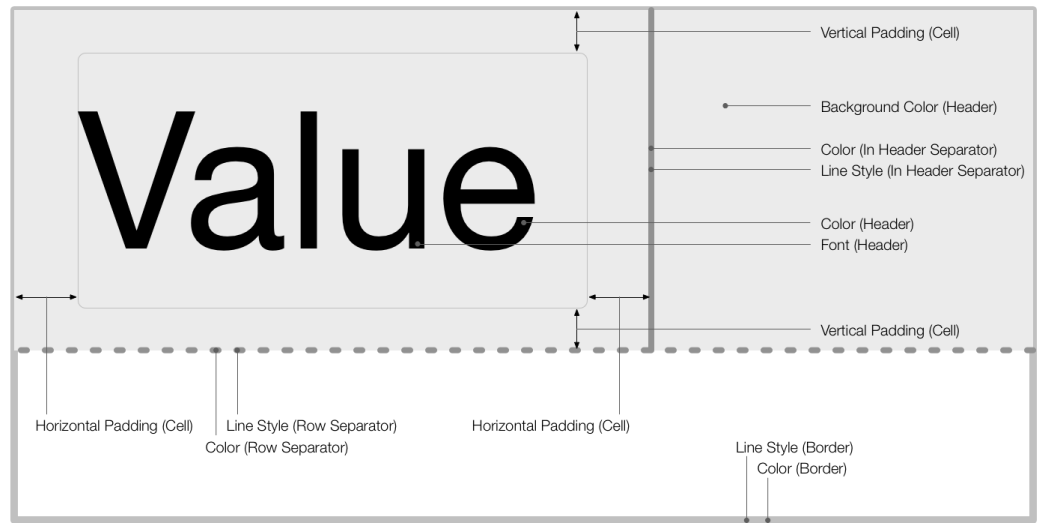 Vertical Padding (Cell)
Background Color (Header)
Value
Color (In Header Separator)
Line Style (In Header Separator)
Color (Header)
Font (Header)
Vertical Padding (Cell)
Horizontal Padding (Cell)
Line Style (Row Separator)
Horizontal Padding (Cell)
Color (Row Separator)
Line Style (Border)
Color (Border)